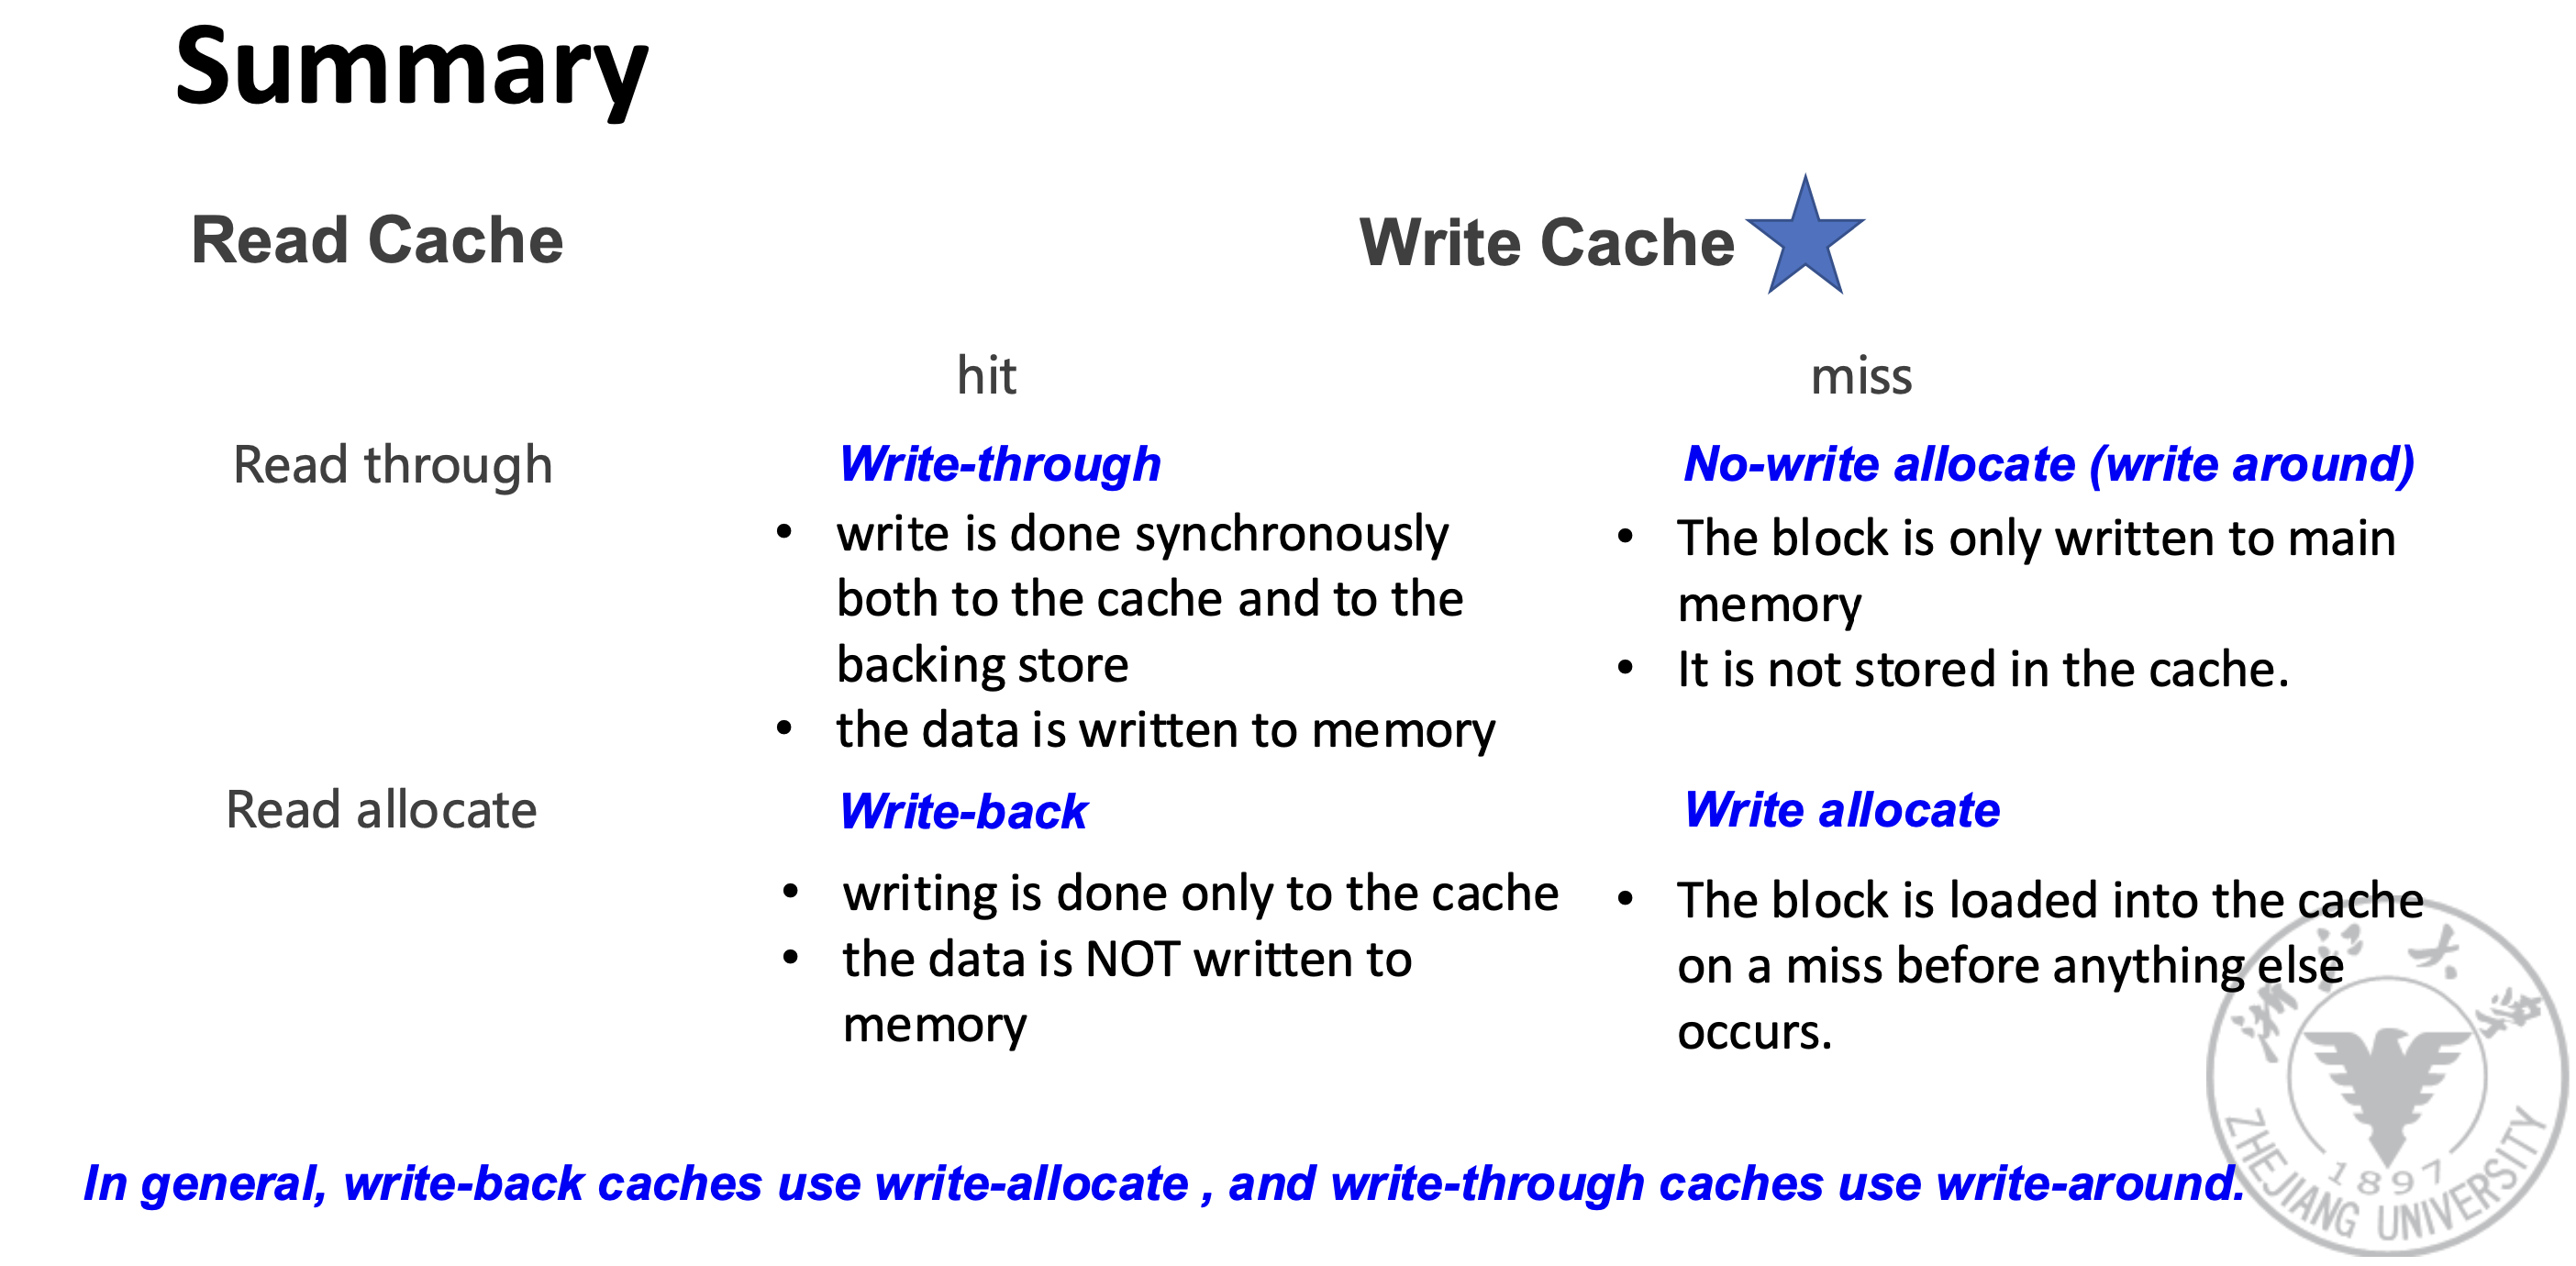 Summary
Read Cache
Write Cache
hit
miss
Read through
Write-through
No-write allocate (write around)
• write is done synchronously
both to the cache and to the
backing store
• the data is written to memory
• The block is only written to main
memory
• It is not stored in the cache.
Read allocate
Write-back
Write allocate
• writing is done only to the cache
• the data is NOT written to
memory
• The block is loaded into the cache
on a miss before anything else
occurs.
In general, write-back caches use write-allocate , and write-through caches use write-around.
浙江大学
1897
ZHEJIANG UNIVERSITY